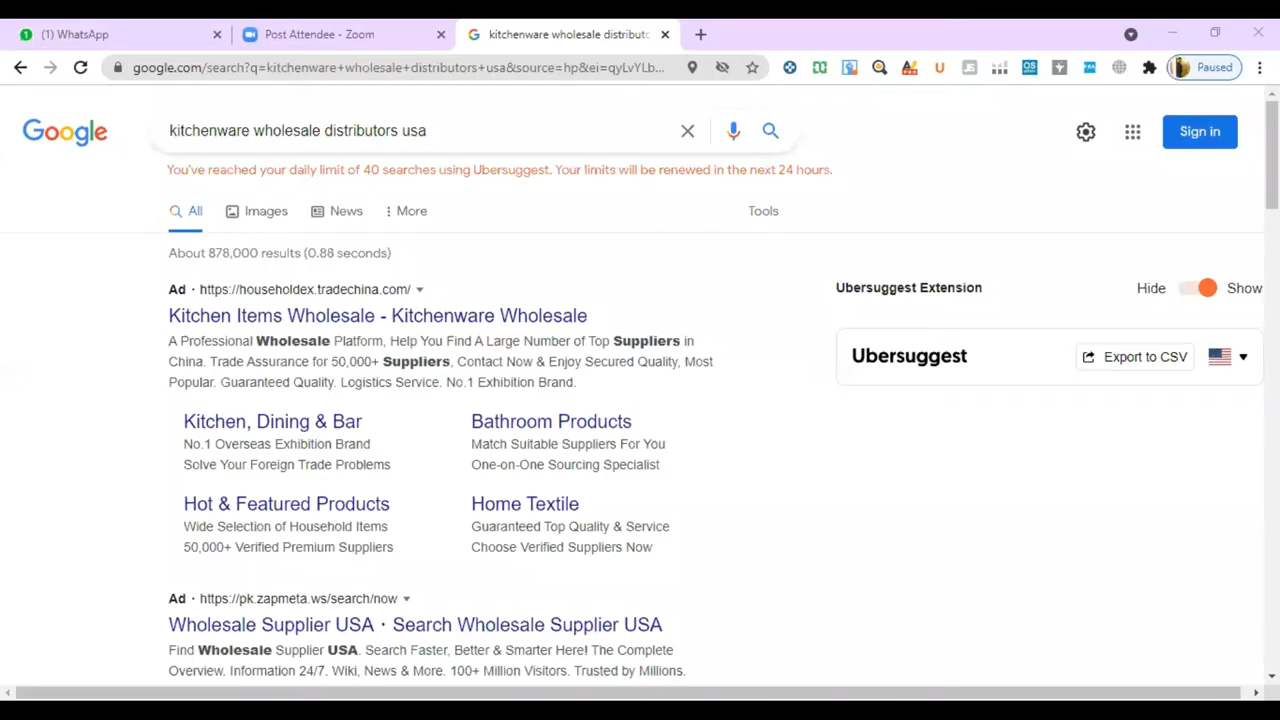 (1) WhatsApp
Post Attendee - Zoom
kitchenware wholesale distributo
google.com/search?q=kitchenware+wholesale+distributors+usa&source=hp&ei=qyLvYLb...
Paused
Google
kitchenware wholesale distributors usa
Sign in
You've reached your daily limit of 40 searches using Ubersuggest. Your limits will be renewed in the next 24 hours.
All Images News More Tools
About 878,000 results (0.88 seconds)
Ad · https://householdex.tradechina.com/
Kitchen Items Wholesale - Kitchenware Wholesale
A Professional Wholesale Platform, Help You Find A Large Number of Top Suppliers in
China. Trade Assurance for 50,000+ Suppliers, Contact Now & Enjoy Secured Quality, Most
Popular. Guaranteed Quality. Logistics Service. No.1 Exhibition Brand.
Kitchen, Dining & Bar
No.1 Overseas Exhibition Brand
Solve Your Foreign Trade Problems
Bathroom Products
Match Suitable Suppliers For You
One-on-One Sourcing Specialist
Hot & Featured Products
Wide Selection of Household Items
50,000+ Verified Premium Suppliers
Home Textile
Guaranteed Top Quality & Service
Choose Verified Suppliers Now
Ad · https://pk.zapmeta.ws/search/now
Wholesale Supplier USA · Search Wholesale Supplier USA
Find Wholesale Supplier USA. Search Faster, Better & Smarter Here! The Complete
Overview. Information 24/7. Wiki, News & More. 100+ Million Visitors. Trusted by Millions.
Ubersuggest Extension
Hide Show
Ubersuggest
Export to CSV